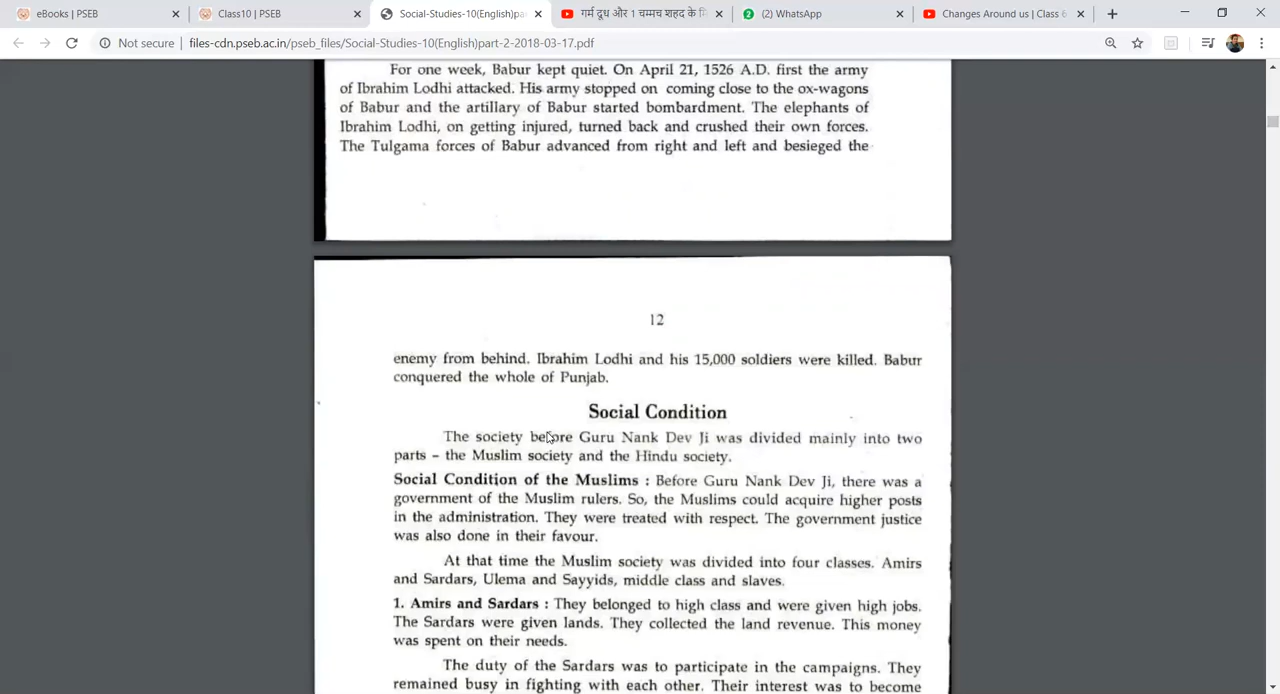 eBooks | PSEB
Class10 | PSEB
Social-Studies-10(English)pa
गर्म दूध और 1 चम्मच शहद के
(2) WhatsApp
Changes Around us | Class 6
Not secure | files-cdn.pseb.ac.in/pseb_files/Social-Studies-10(English)part-2-2018-03-17.pdf
For one week, Babur kept quiet. On April 21, 1526 A.D. first the army
of Ibrahim Lodhi attacked. His army stopped on coming close to the ox-wagons
of Babur and the artillary of Babur started bombardment. The elephants of
Ibrahim Lodhi, on getting injured, turned back and crushed their own forces.
The Tulgama forces of Babur advanced from right and left and besieged the
12
enemy from behind. Ibrahim Lodhi and his 15,000 soldiers were killed. Babur
conquered the whole of Punjab.
Social Condition
The society before Guru Nank Dev Ji was divided mainly into two
parts – the Muslim society and the Hindu society.
Social Condition of the Muslims : Before Guru Nank Dev Ji, there was a
government of the Muslim rulers. So, the Muslims could acquire higher posts
in the administration. They were treated with respect. The government justice
was also done in their favour.
At that time the Muslim society was divided into four classes. Amirs
and Sardars, Ulema and Sayyids, middle class and slaves.
1. Amirs and Sardars : They belonged to high class and were given high jobs.
The Sardars were given lands. They collected the land revenue. This money
was spent on their needs.
The duty of the Sardars was to participate in the campaigns. They
remained busy in fighting with each other. Their interest was to become